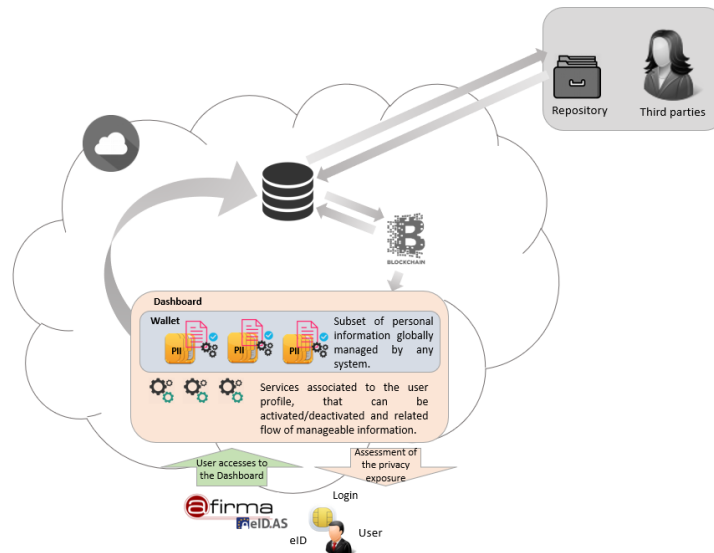 Repository
Third parties
BLOCKCHAIN
Dashboard
Wallet
PII
PII
PII
Subset of personal
information globally
managed by any
system.
Services associated to the user
profile, that can be
activated/deactivated and related
flow of manageable information.
User accesses to
the Dashboard
Assessment of
the privacy
exposure
@firma
eID.AS
Login
eID
User